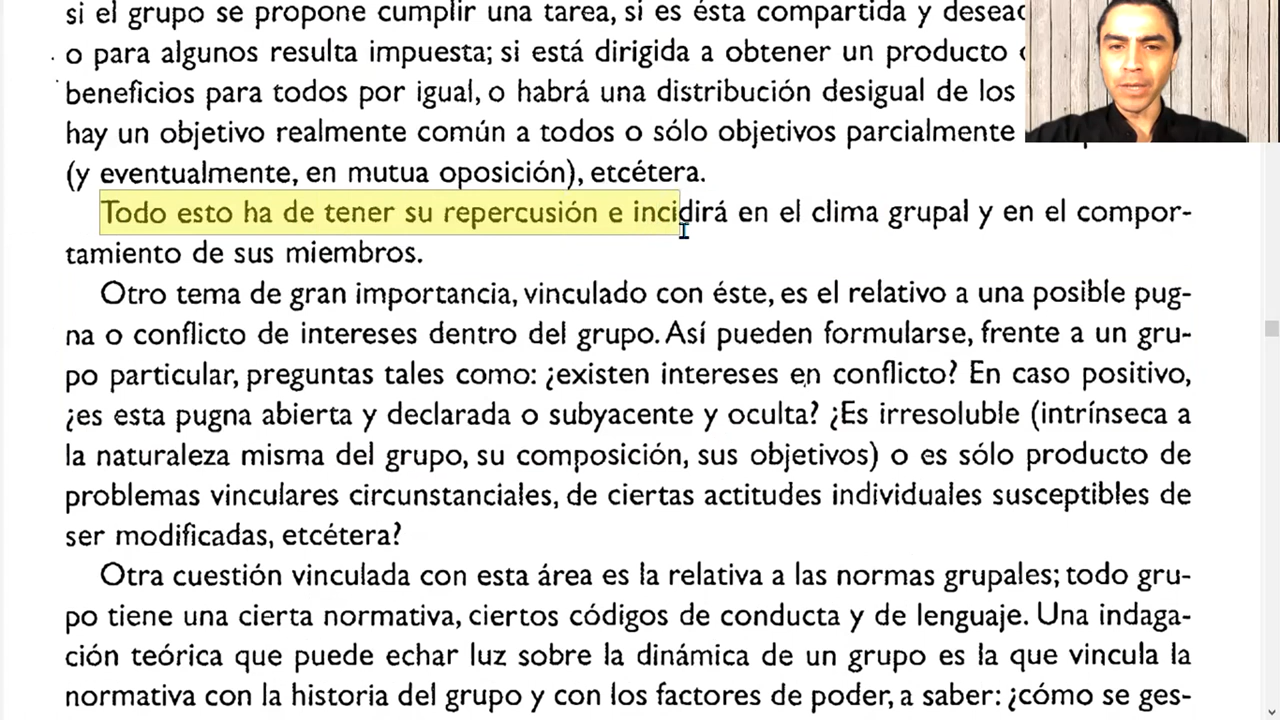 si el grupo se propone cumplir una tarea, si es ésta compartida y
o para algunos resulta impuesta; si está dirigida a obtener un producto
beneficios para todos por igual, o habrá una distribución desigual de los
hay un objetivo realmente común a todos o sólo objetivos parcialmente
(y eventualmente, en mutua oposición), etcétera.
Todo esto ha de tener su repercusión e incidirá en el clima grupal y en el compor-
tamiento de sus miembros.
Otro tema de gran importancia, vinculado con éste, es el relativo a una posible pug-
na o conflicto de intereses dentro del grupo. Así pueden formularse, frente a un gru-
po particular, preguntas tales como: ¿existen intereses en conflicto? En caso positivo,
¿es esta pugna abierta y declarada o subyacente y oculta? ¿Es irresoluble (intrínseca a
la naturaleza misma del grupo, su composición, sus objetivos) o es sólo producto de
problemas vinculares circunstanciales, de ciertas actitudes individuales susceptibles de
ser modificadas, etcétera?
Otra cuestión vinculada con esta área es la relativa a las normas grupales; todo gru-
po tiene una cierta normativa, ciertos códigos de conducta y de lenguaje. Una indaga-
ción teórica que puede echar luz sobre la dinámica de un grupo es la que vincula la
normativa con la historia del grupo y con los factores de poder, a saber: ¿cómo se ges-